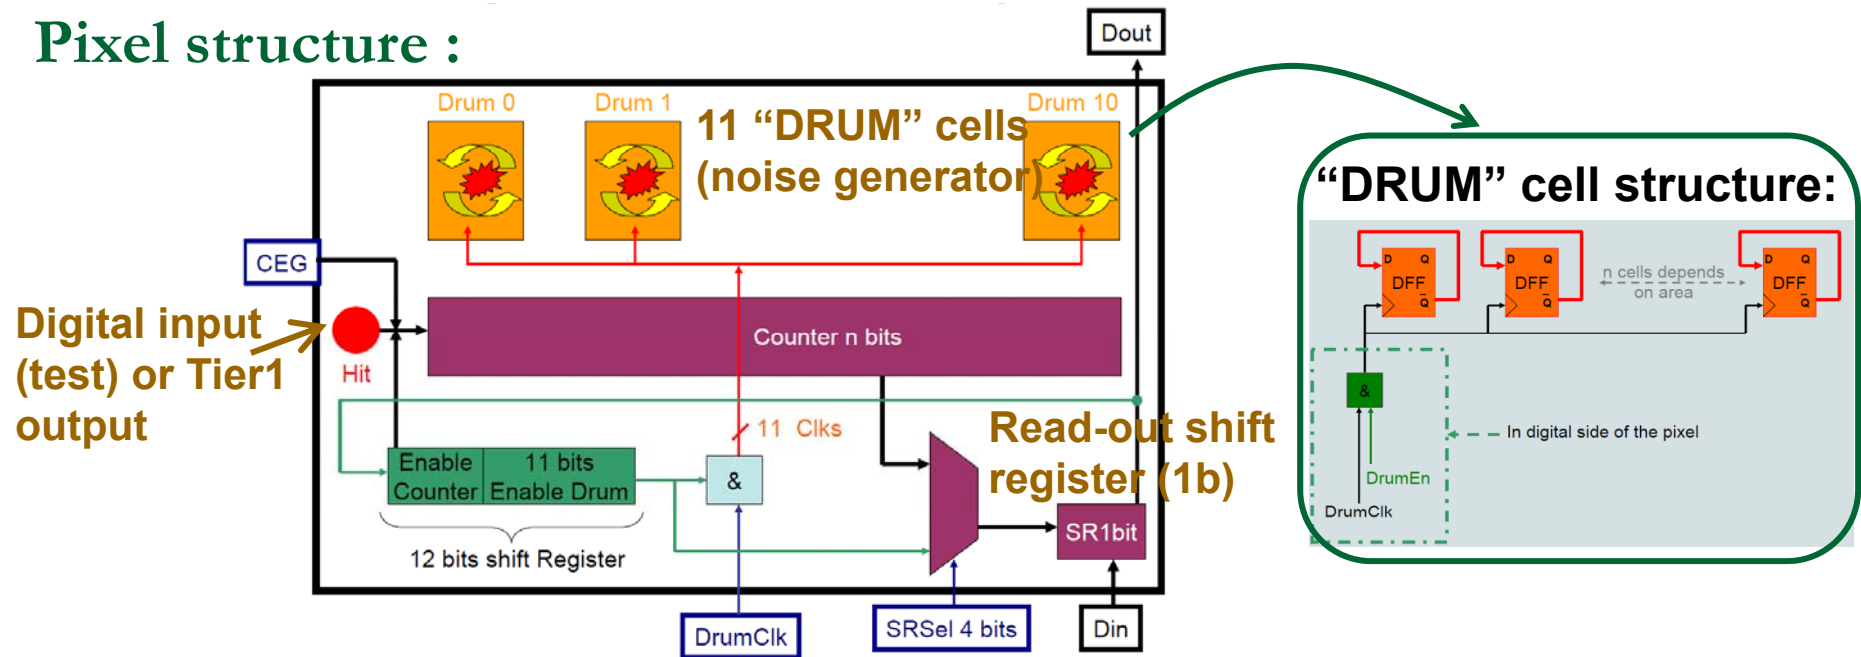 Pixel structure :
Dout
Drum 0
Drum 1
Drum 10
11 “DRUM” cells
(noise generator)
CEG
Digital input
(test) or Tier1
output
Hit
Counter n bits
11 Clks
Enable
Counter
11 bits
Enable Drum
&
12 bits shift Register
Read-out shift
register (1b)
SR1bit
DrumClk
SRSel 4 bits
Din
“DRUM” cell structure:
D Q
DFF
Q
D Q
DFF
Q
n cells depends
on area
D Q
DFF
Q
&
In digital side of the pixel
DrumEn
DrumClk